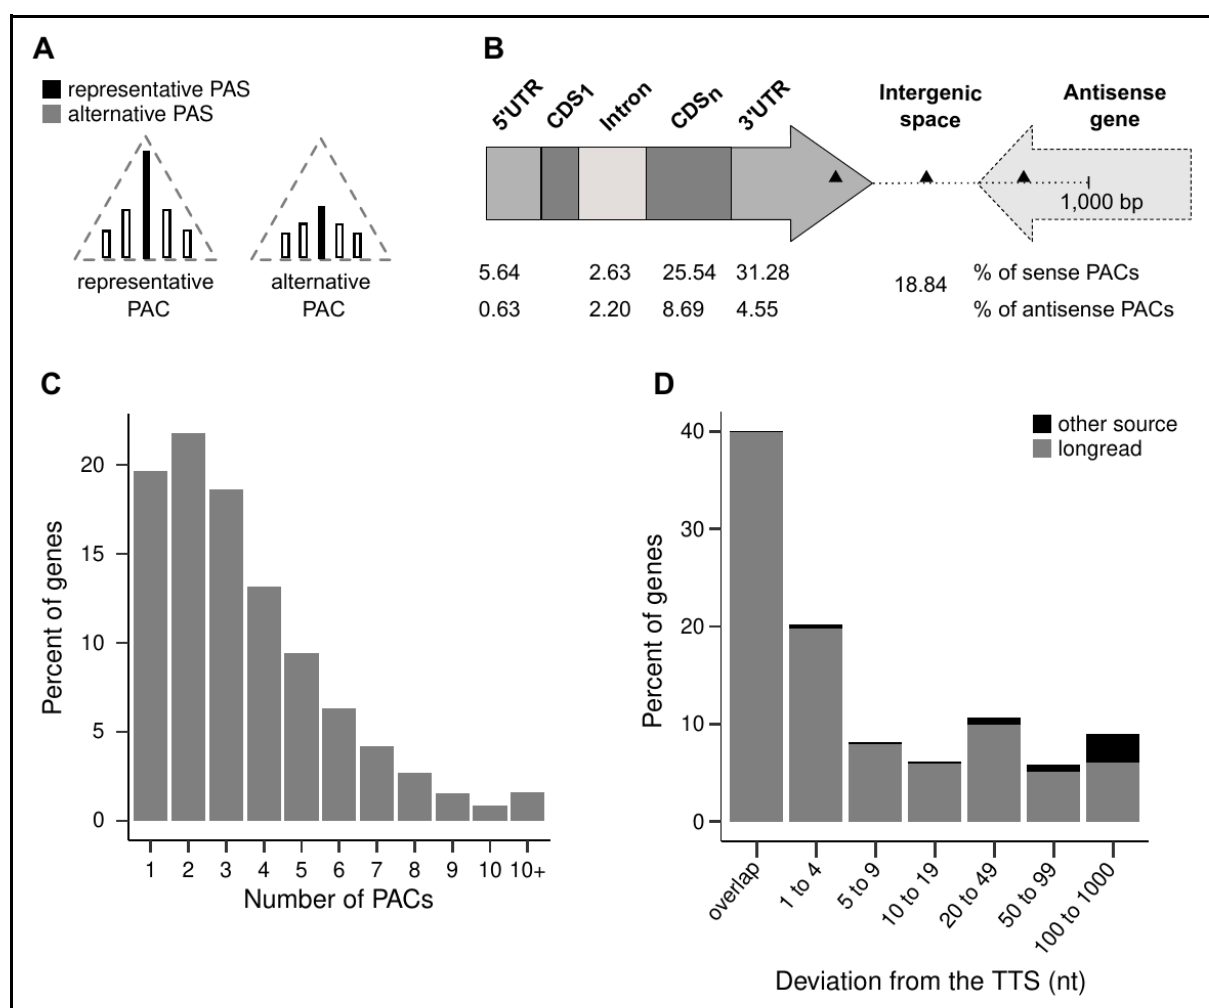 A
representative PAS
alternative PAS
representative
PAC
alternative
PAC
B
5'UTR
CDS1
Intron
CDSn
3'UTR
Intergenic
space
Antisense
gene
1,000 bp
5.64 2.63 25.54 31.28 % of sense PACs
18.84
0.63 2.20 8.69 4.55 % of antisense PACs
C
Percent of genes
20
15
10
5
0
1 2 3 4 5 6 7 8 9 10 10+
Number of PACs
D
other source
longread
Percent of genes
40
30
20
10
0
overlap
1 to 4
5 to 9
10 to 19
20 to 49
50 to 99
100 to 1000
Deviation from the TTS (nt)